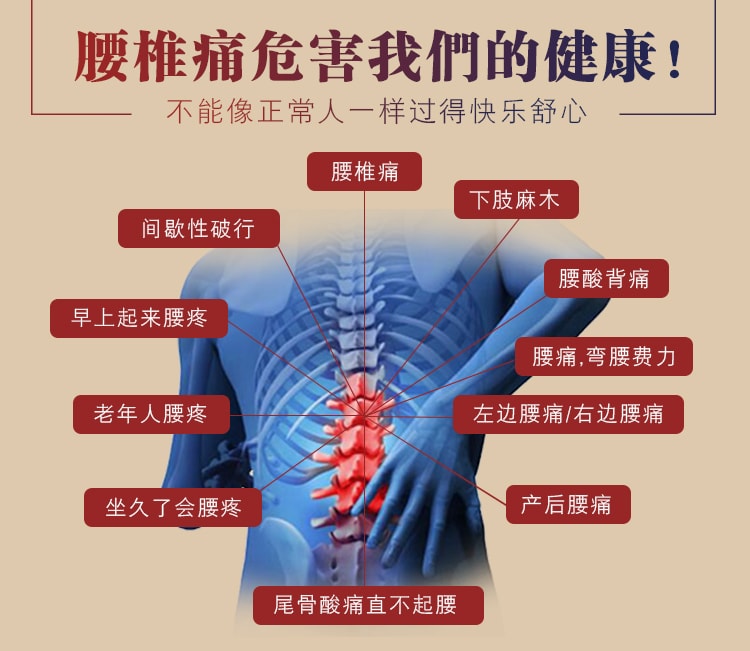 腰椎痛危害我們的健康!
不能像正常人一样过得快乐舒心
腰椎痛
下肢麻木
间歇性破行
腰酸背痛
早上起来腰疼
腰痛,弯腰费力
老年人腰疼
左边腰痛/右边腰痛
坐久了会腰疼
产后腰痛
尾骨酸痛直不起腰